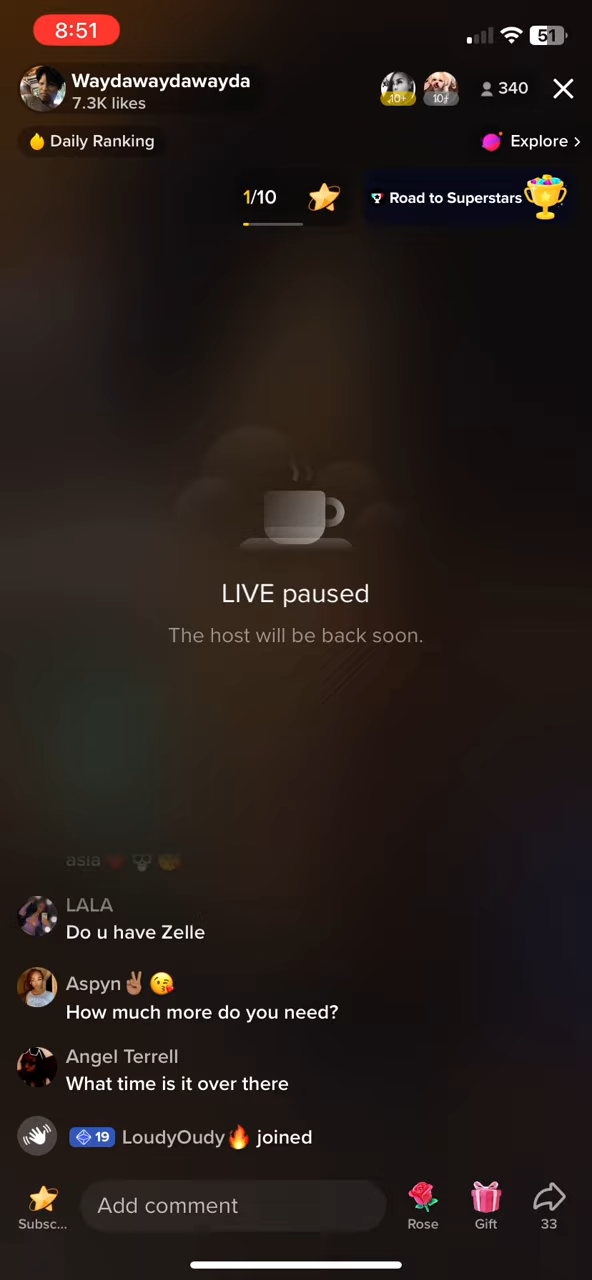 8:51
51
Waydawaydawayda
7.3K likes
10+
340
Daily Ranking
Explore >
1/10
Road to Superstars
LIVE paused
The host will be back soon.
asia ❤️ 💀
LALA
Do u have Zelle
Aspyn✌🏽😘
How much more do you need?
Angel Terrell
What time is it over there
19 LoudyOudy🔥 joined
Subsc...
Add comment
Rose
Gift
33